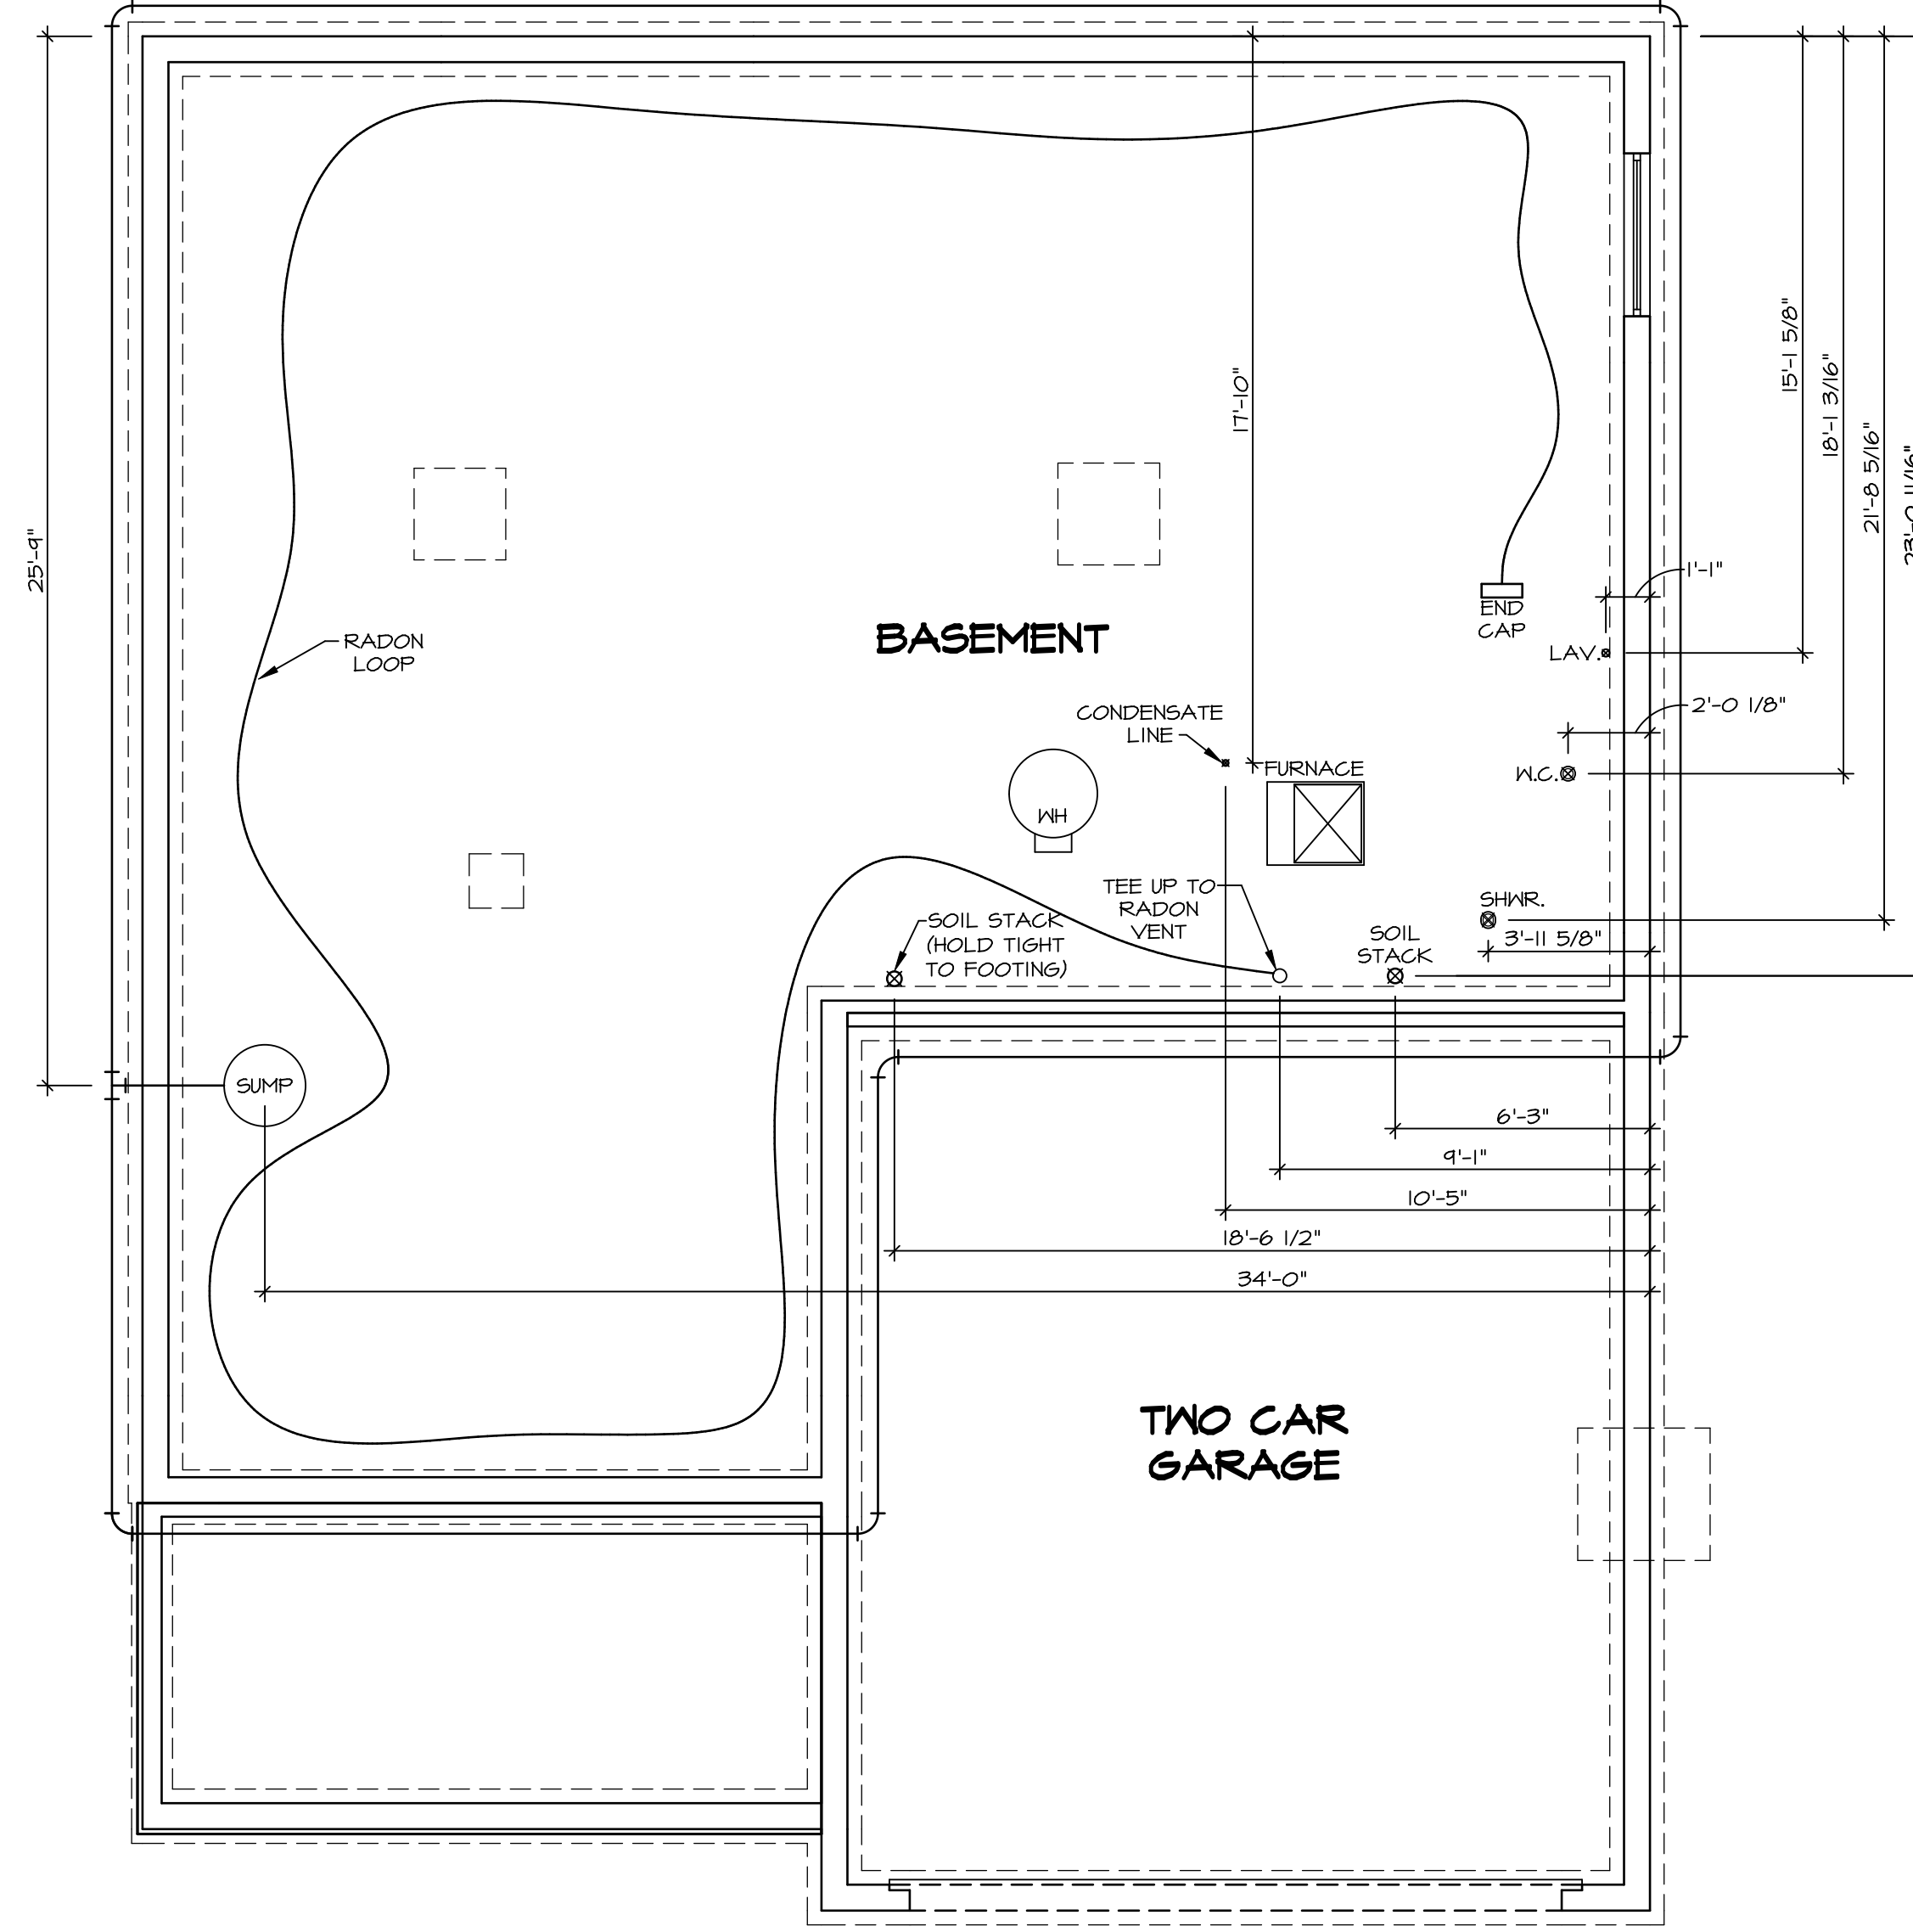 17'-10"
15'-1 5/8"
18'-1 3/16"
21'-8 5/16"
25'-9"
1'-1"
END
CAP
BASEMENT
RADON
LOOP
LAV.
2'-0 1/8"
CONDENSATE
LINE
FURNACE
W.C.
WH
TEE UP TO
RADON
VENT
SHWR.
SOIL STACK
(HOLD TIGHT
TO FOOTING)
SOIL
STACK
3'-11 5/8"
SUMP
6'-3"
9'-1"
10'-5"
18'-6 1/2"
34'-0"
TWO CAR
GARAGE